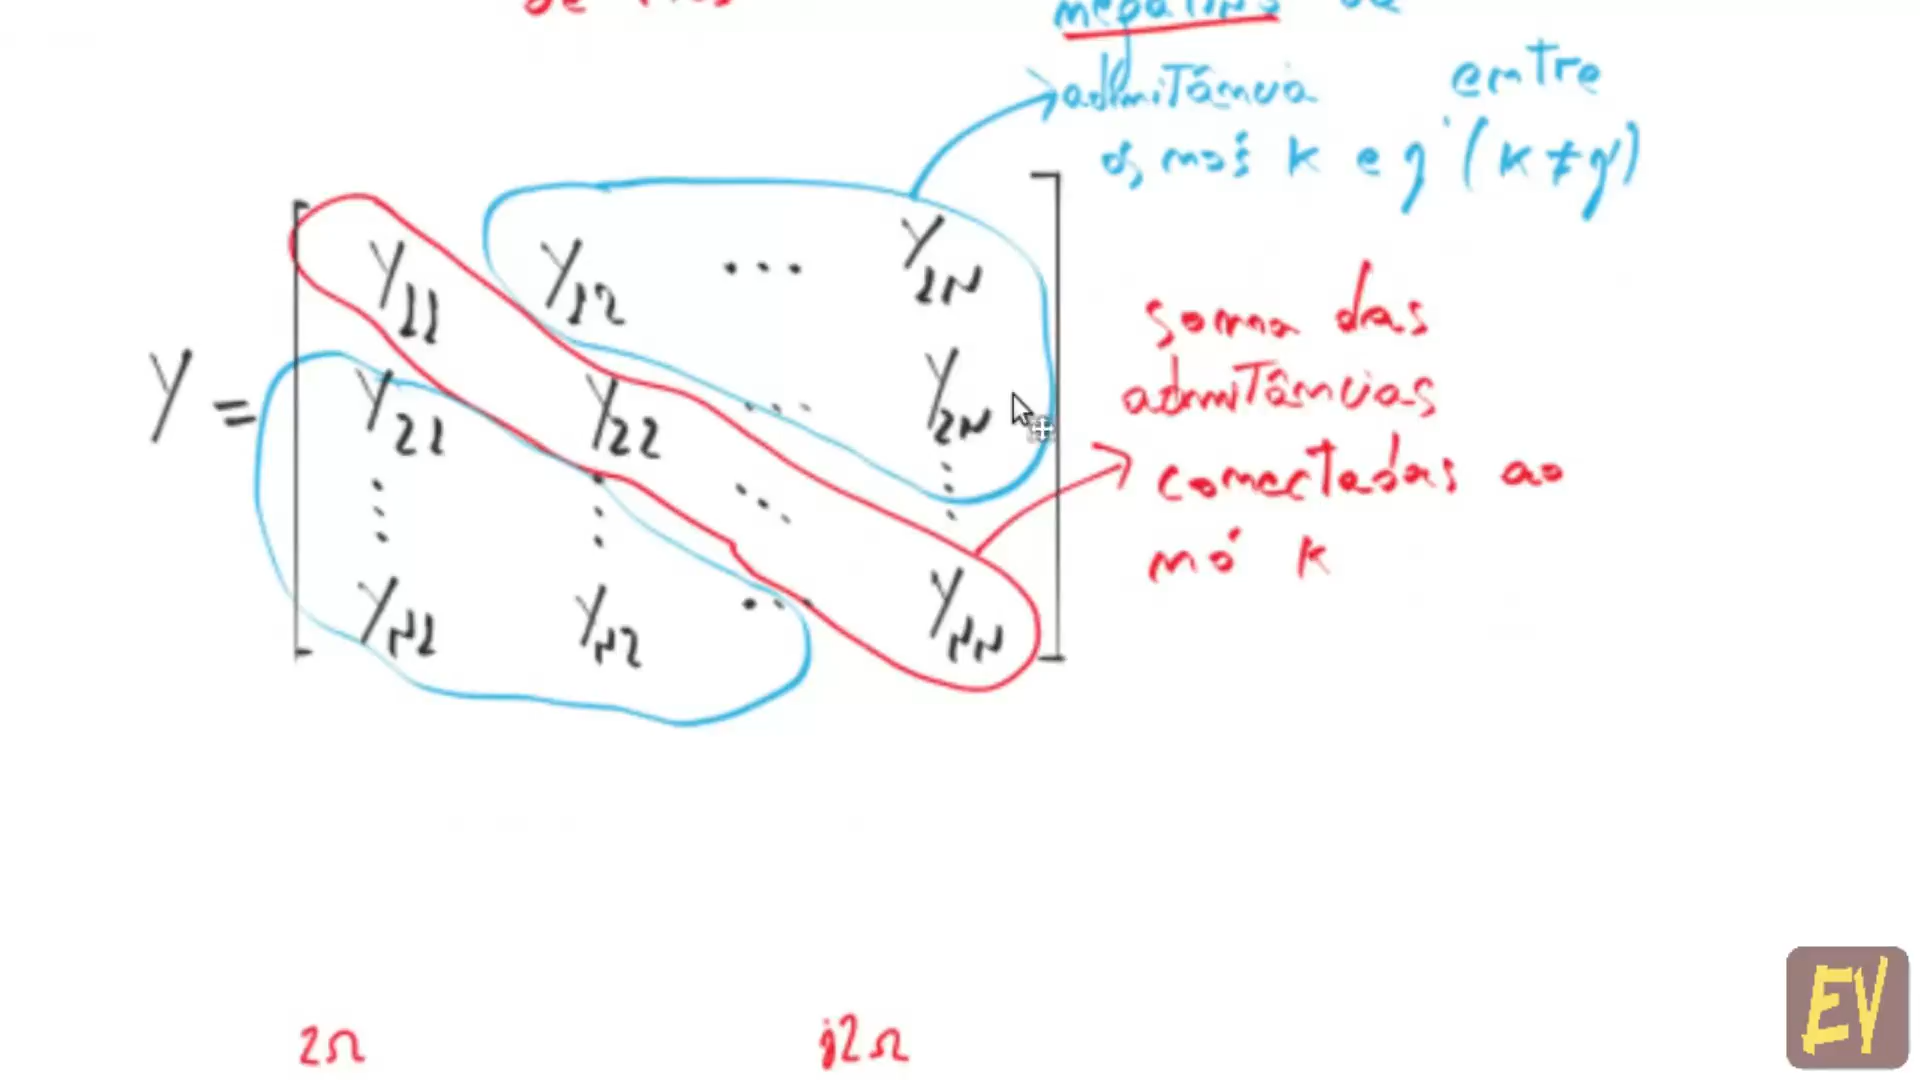 negativo de
admitância entre
os nós k e j (k ≠ j)
Y =
Y11 Y12 ... Y1N
Y21 Y22 ... Y2N
⋮ ⋮ ⋱ ⋮
YN1 YN2 ... YNN
soma das
admitâncias
conectadas ao
nó k
2Ω j2Ω
EV